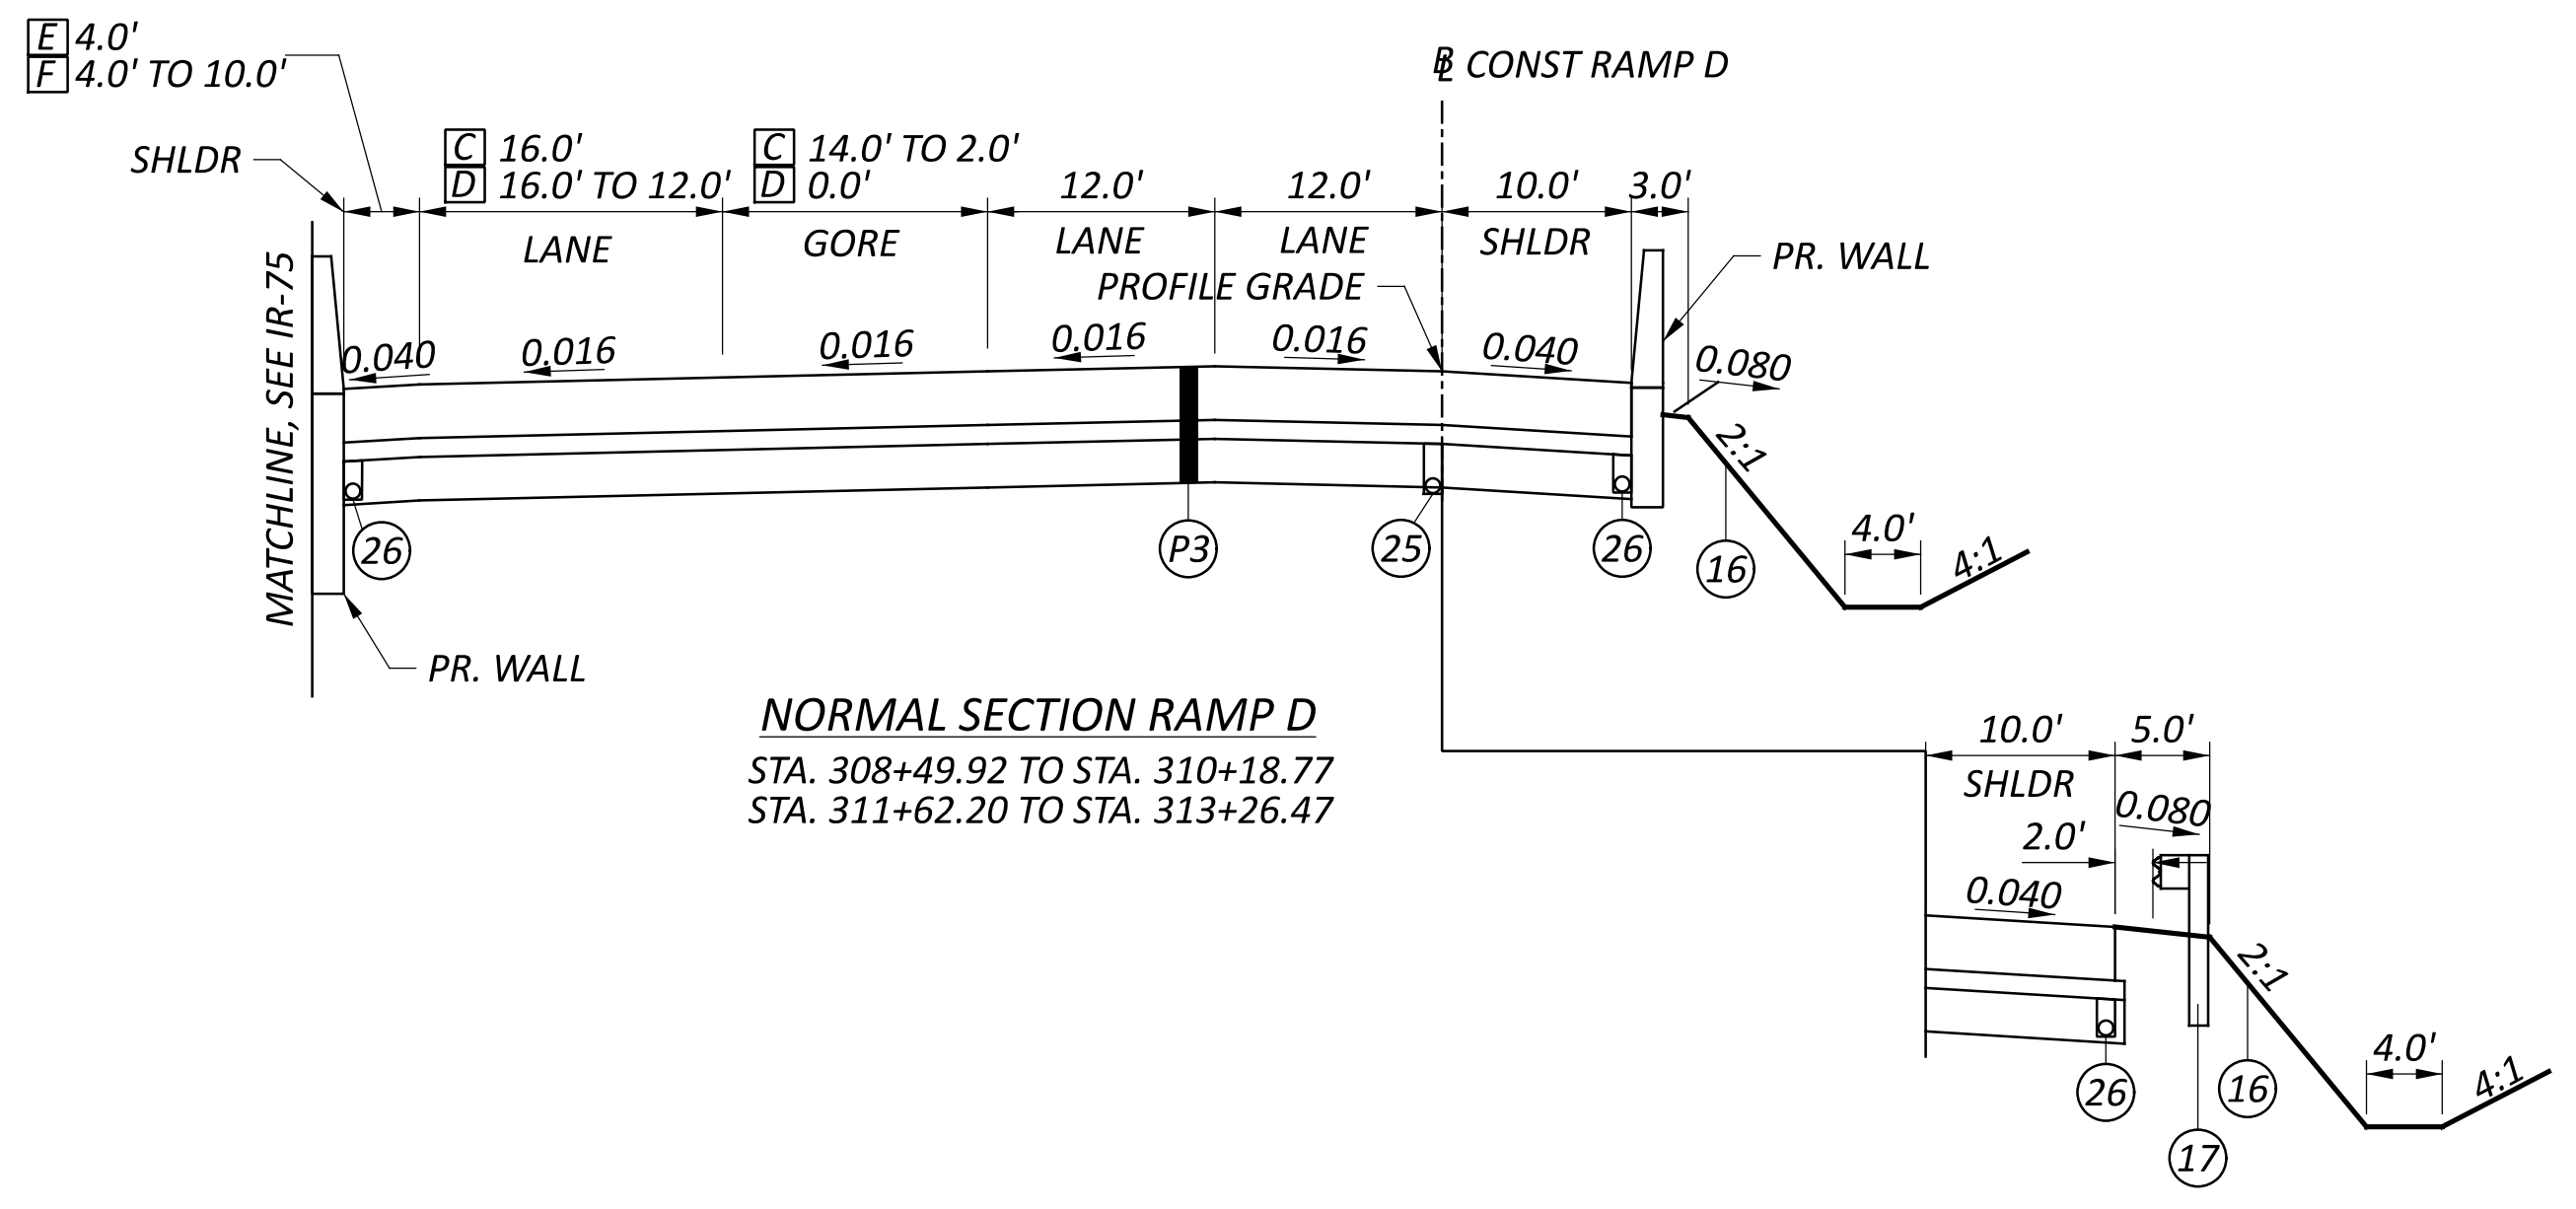 E 4.0'
F 4.0' TO 10.0'
SHLDR
C 16.0'
D 16.0' TO 12.0'
LANE
C 14.0' TO 2.0'
D 0.0'
GORE
12.0'
LANE
12.0'
LANE
BL CONST RAMP D
10.0'
SHLDR
3.0'
PROFILE GRADE
PR. WALL
MATCHLINE, SEE IR-75
0.040
0.016
0.016
0.016
0.016
0.040
0.080
2:1
4.0'
4:1
26
P3
25
26
16
PR. WALL
NORMAL SECTION RAMP D
STA. 308+49.92 TO STA. 310+18.77
STA. 311+62.20 TO STA. 313+26.47
10.0'
5.0'
SHLDR
0.080
2.0'
0.040
2:1
4.0'
4:1
26
16
17